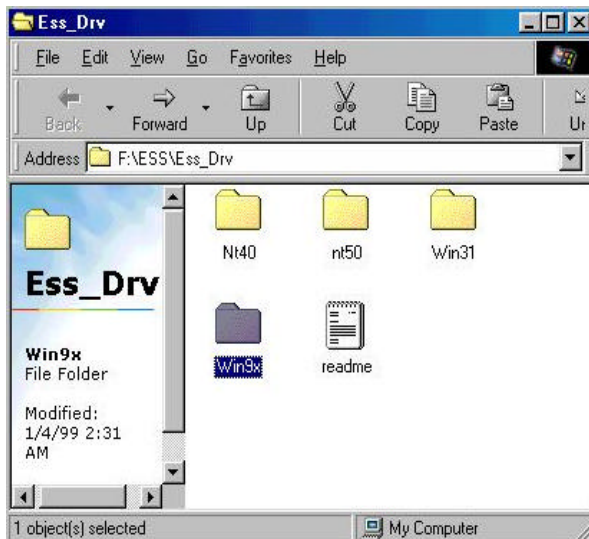 Ess_Drv
File Edit View Go Favorites Help
Back Forward Up Cut Copy Paste
Address F:\ESS\Ess_Drv
Nt40 nt50 Win31
Ess_Drv
Win9x readme
Win9x
File Folder
Modified:
1/4/99 2:31
AM
1 object(s) selected My Computer